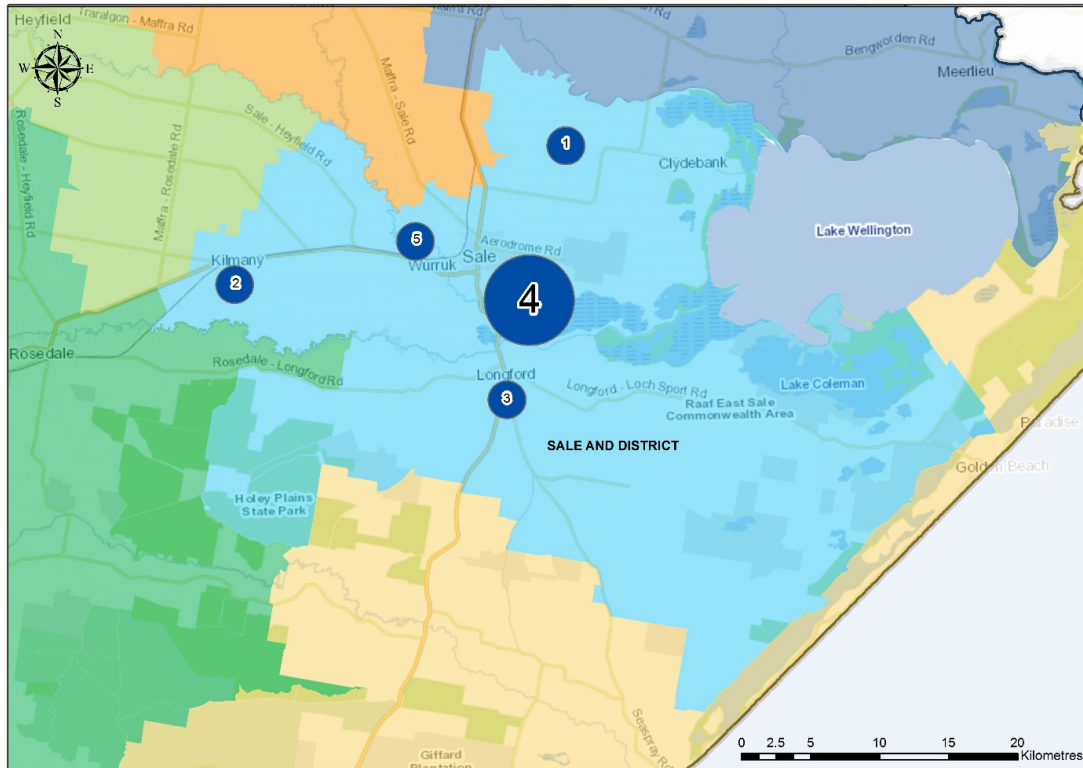 Heyfield
Traralgon - Maffra Rd
Bengworden Rd
Meerlieu
N
W E
S
Maffra - Sale Rd
Sale - Heyfield Rd
Rosedale - Heyfield Rd
Maffra - Rosedale Rd
1
Clydebank
Lake Wellington
5
Aerodrome Rd
Kilmany
Wurruk
Sale
2
4
Rosedale
Rosedale - Longford Rd
Longford
Longford - Loch Sport Rd
Lake Coleman
3
Raaf East Sale
Commonwealth Area
Paradise
SALE AND DISTRICT
Golden Beach
Holey Plains
State Park
Seaspray Rd
Giffard
Plantation
0 2.5 5 10 15 20
Kilometres